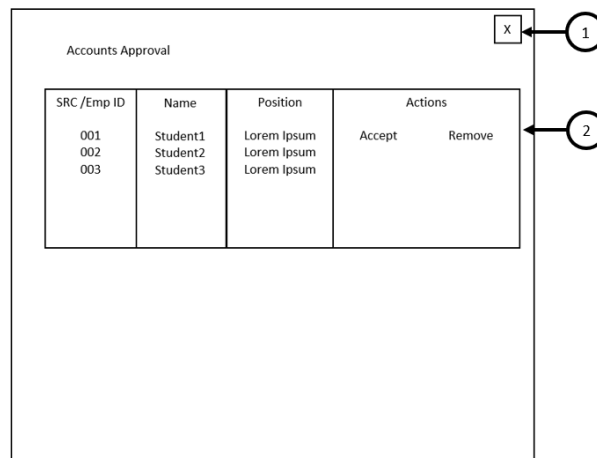 X
1
Accounts Approval
SRC /Emp ID Name Position Actions
2
001 Student1 Lorem Ipsum Accept Remove
002 Student2 Lorem Ipsum
003 Student3 Lorem Ipsum